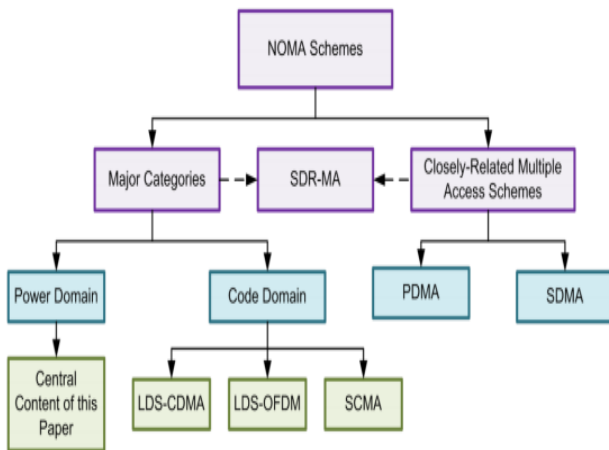 NOMA Schemes
Major Categories
SDR-MA
Closely-Related Multiple
Access Schemes
Power Domain
Code Domain
PDMA
SDMA
Central
Content of this
Paper
LDS-CDMA
LDS-OFDM
SCMA